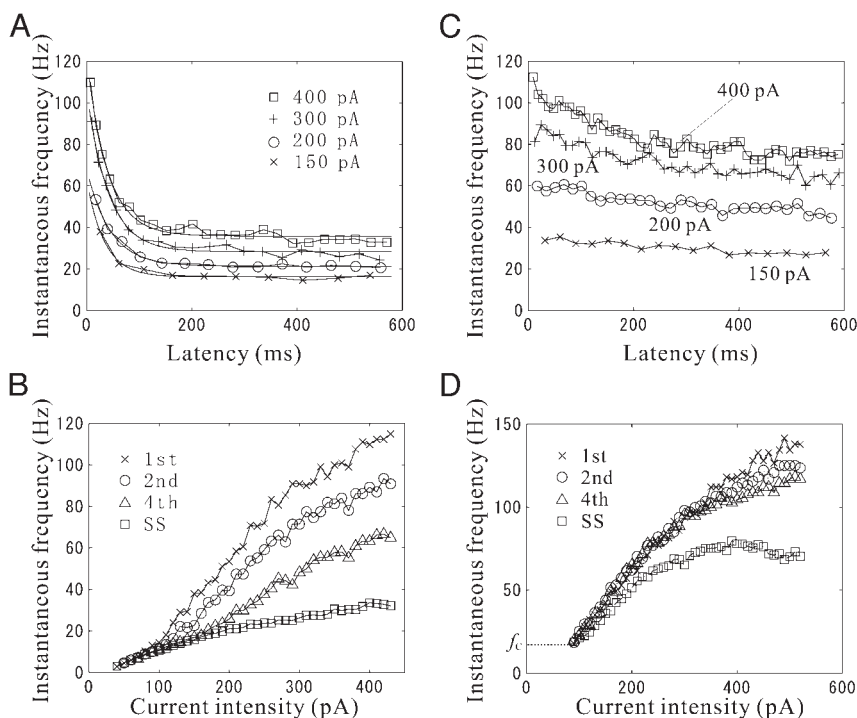 A
Instantaneous frequency (Hz)
120
100
80
60
40
20
0
400 pA
300 pA
200 pA
150 pA
0 200 400 600
Latency (ms)
C
Instantaneous frequency (Hz)
120
100
80
60
40
20
0
400 pA
300 pA
200 pA
150 pA
0 200 400 600
Latency (ms)
B
Instantaneous frequency (Hz)
120
100
80
60
40
20
0
1st
2nd
4th
SS
0 100 200 300 400
Current intensity (pA)
D
Instantaneous frequency (Hz)
150
100
50
fc
0
1st
2nd
4th
SS
0 200 400 600
Current intensity (pA)